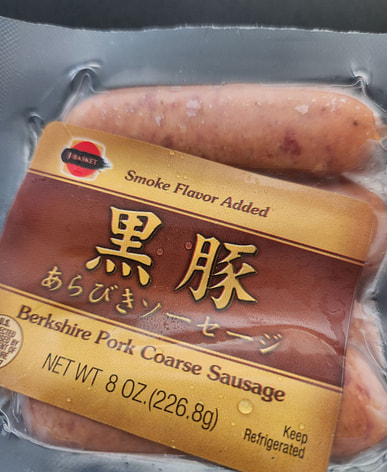 J-BASKET
Smoke Flavor Added
黒豚
あらびきソーセージ
Berkshire Pork Coarse Sausage
NET WT 8 OZ.(226.8g)
Keep
Refrigerated